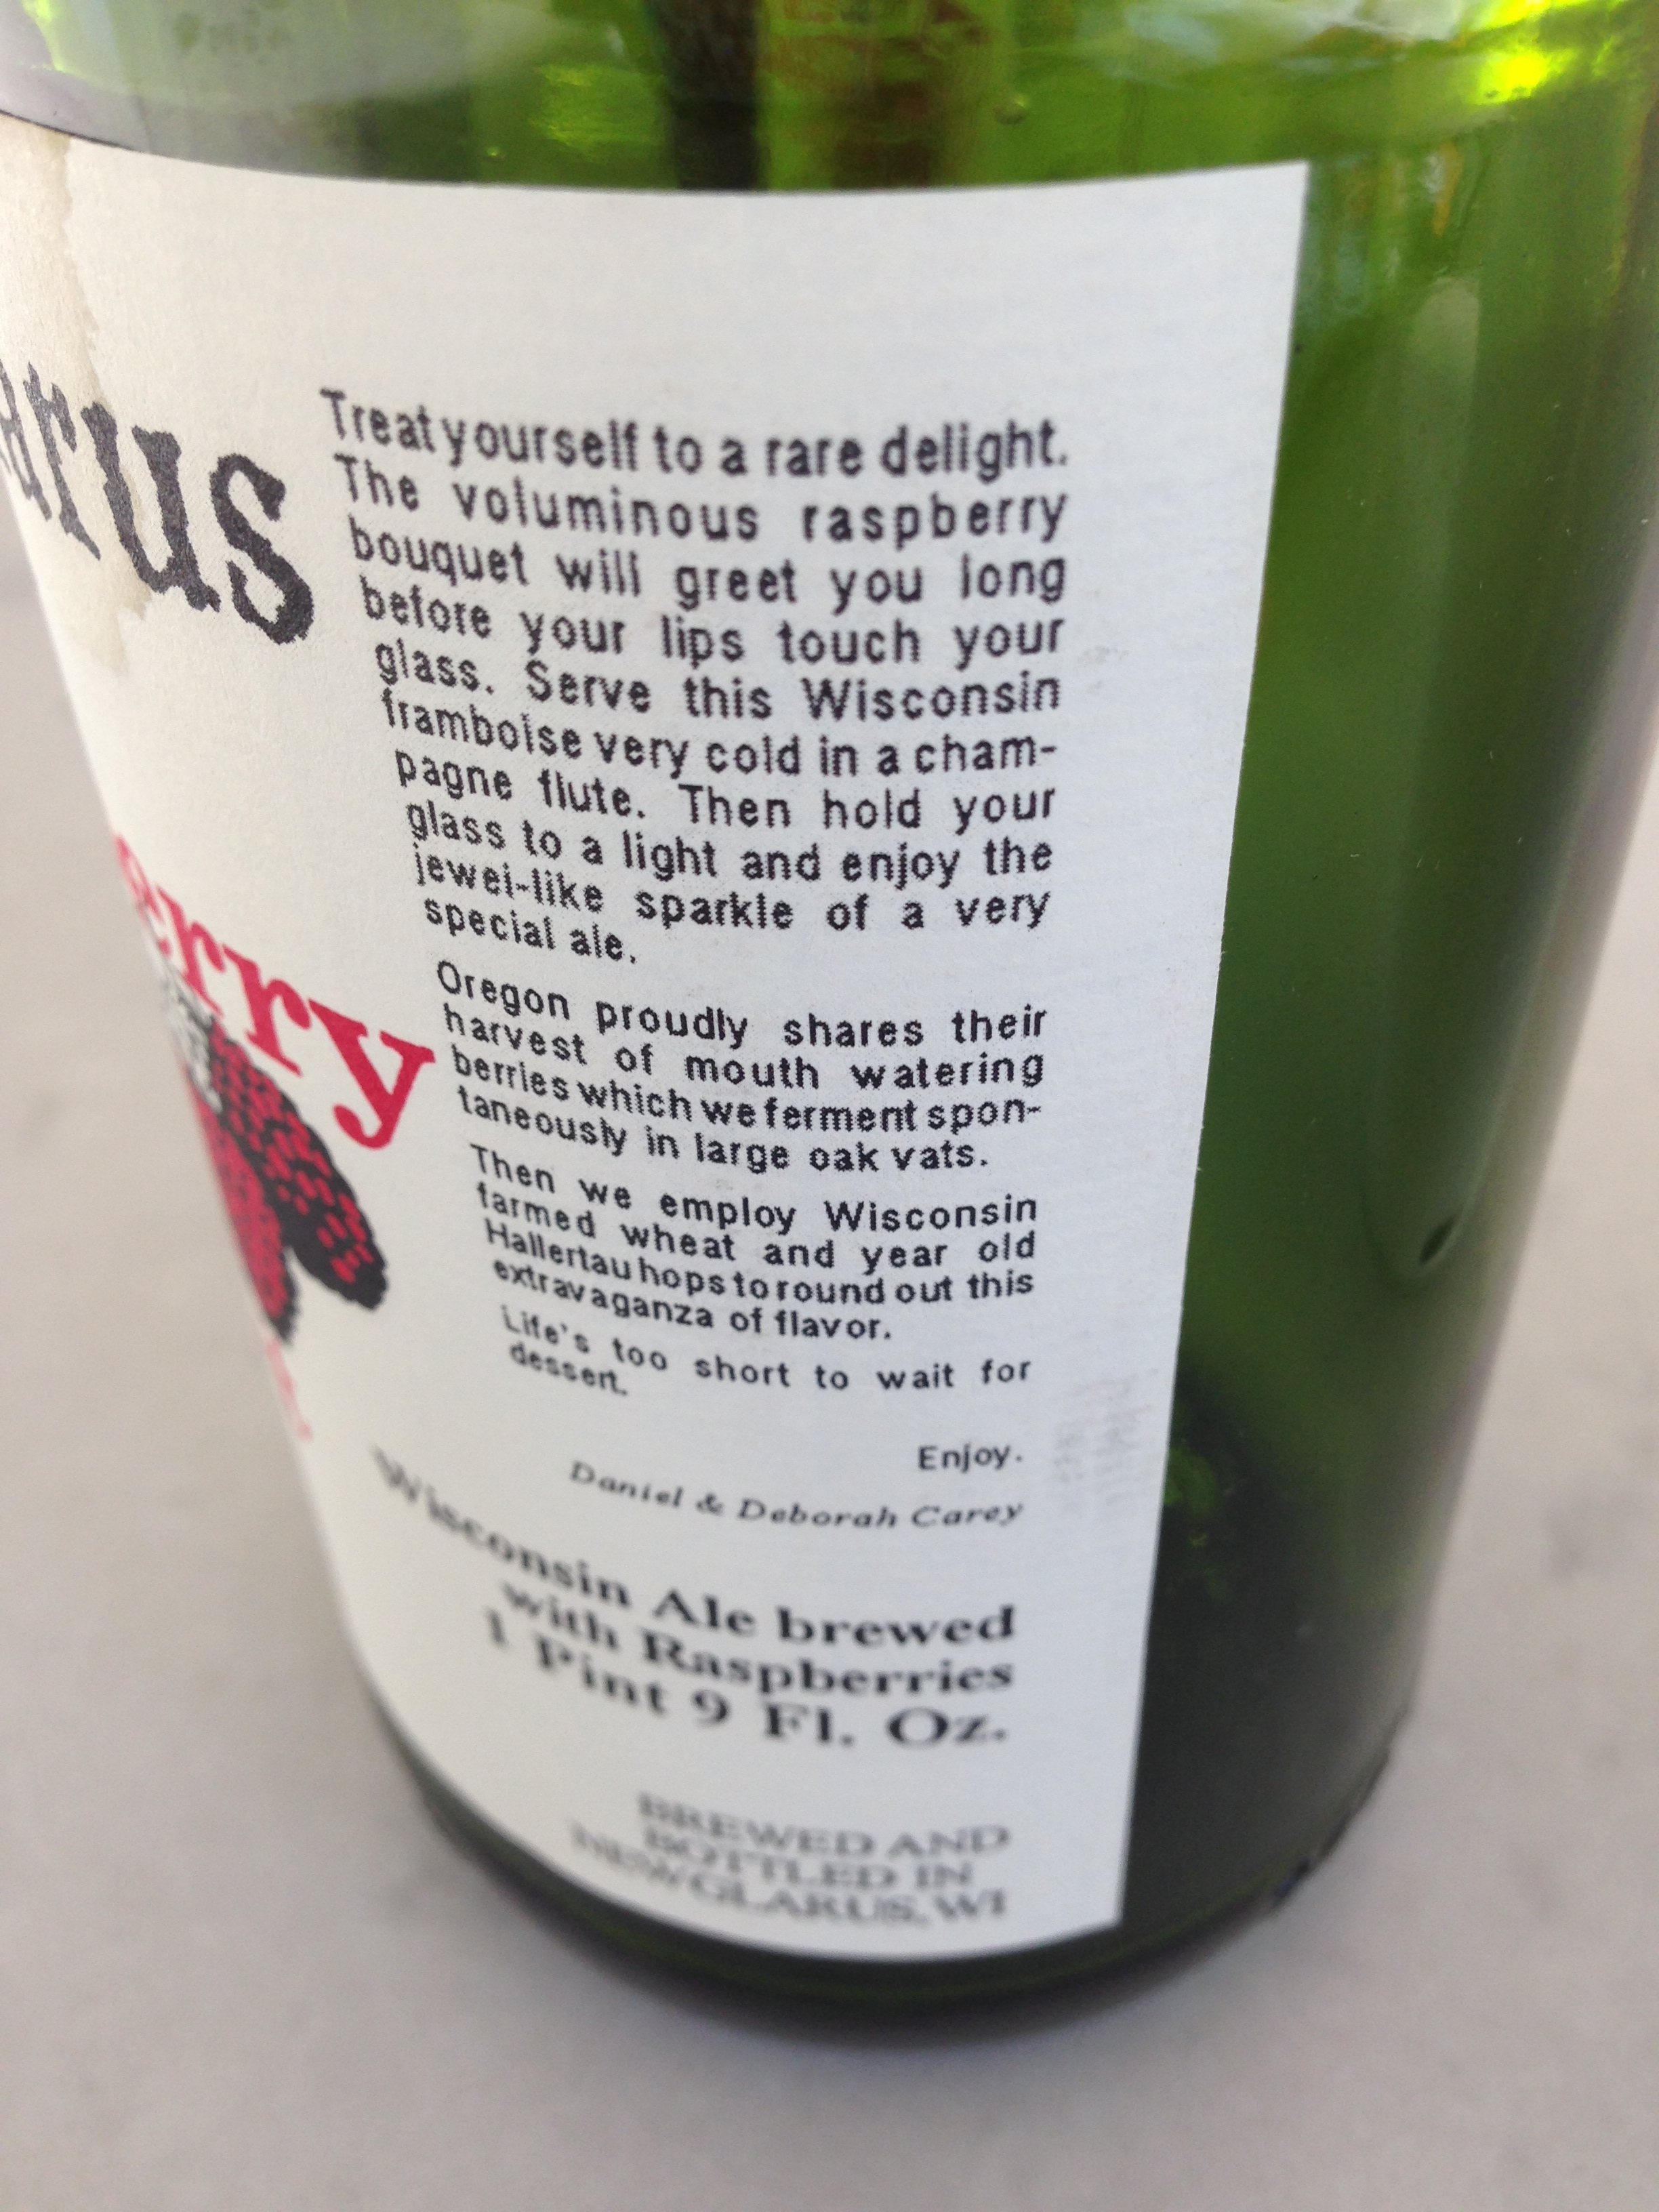 arus
Treat yourself to a rare delight.
The voluminous raspberry
bouquet will greet you long
before your lips touch your
glass. Serve this Wisconsin
framboise very cold in a cham-
pagne flute. Then hold your
glass to a light and enjoy the
jewel-like sparkle of a very
special ale.
Oregon proudly shares their
harvest of mouth watering
berries which we ferment spon-
taneously in large oak vats.
Then we employ Wisconsin
farmed wheat and year old
Hallertau hops to round out this
extravaganza of flavor.
Life's too short to wait for
dessert.
Enjoy.
Daniel & Deborah Carey
erry
Wisconsin Ale brewed
with Raspberries
1 Pint 9 Fl. Oz.
BREWED AND
BOTTLED IN
NEW GLARUS, WI